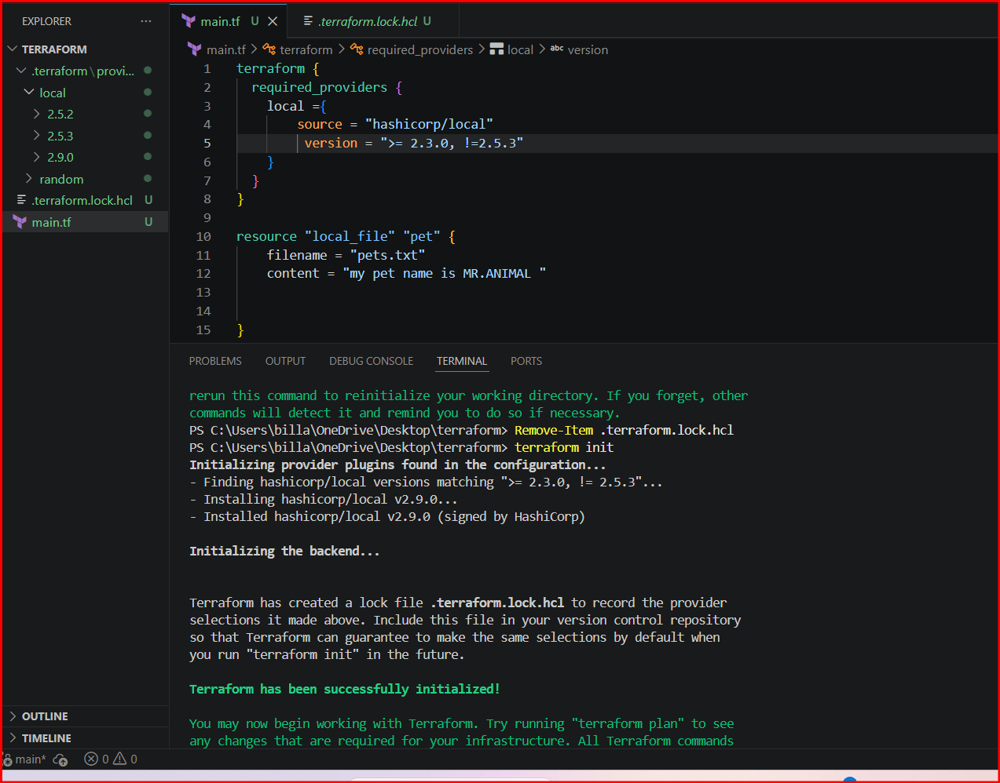 EXPLORER ...
TERRAFORM
.terraform\provi...
local
2.5.2
2.5.3
2.9.0
random
.terraform.lock.hcl U
main.tf U
OUTLINE
TIMELINE
main.tf U
.terraform.lock.hcl U
main.tf > terraform > required_providers > local > abc version
1 terraform {
2 required_providers {
3 local ={
4 source = "hashicorp/local"
5 version = ">= 2.3.0, !=2.5.3"
6 }
7 }
8 }
9
10 resource "local_file" "pet" {
11 filename = "pets.txt"
12 content = "my pet name is MR.ANIMAL "
13
14
15 }
PROBLEMS OUTPUT DEBUG CONSOLE TERMINAL PORTS
rerun this command to reinitialize your working directory. If you forget, other
commands will detect it and remind you to do so if necessary.
PS C:\Users\billa\OneDrive\Desktop\terraform> Remove-Item .terraform.lock.hcl
PS C:\Users\billa\OneDrive\Desktop\terraform> terraform init
Initializing provider plugins found in the configuration...
- Finding hashicorp/local versions matching ">= 2.3.0, != 2.5.3"...
- Installing hashicorp/local v2.9.0...
- Installed hashicorp/local v2.9.0 (signed by HashiCorp)
Initializing the backend...
Terraform has created a lock file .terraform.lock.hcl to record the provider
selections it made above. Include this file in your version control repository
so that Terraform can guarantee to make the same selections by default when
you run "terraform init" in the future.
Terraform has been successfully initialized!
You may now begin working with Terraform. Try running "terraform plan" to see
any changes that are required for your infrastructure. All Terraform commands
main* 0 0